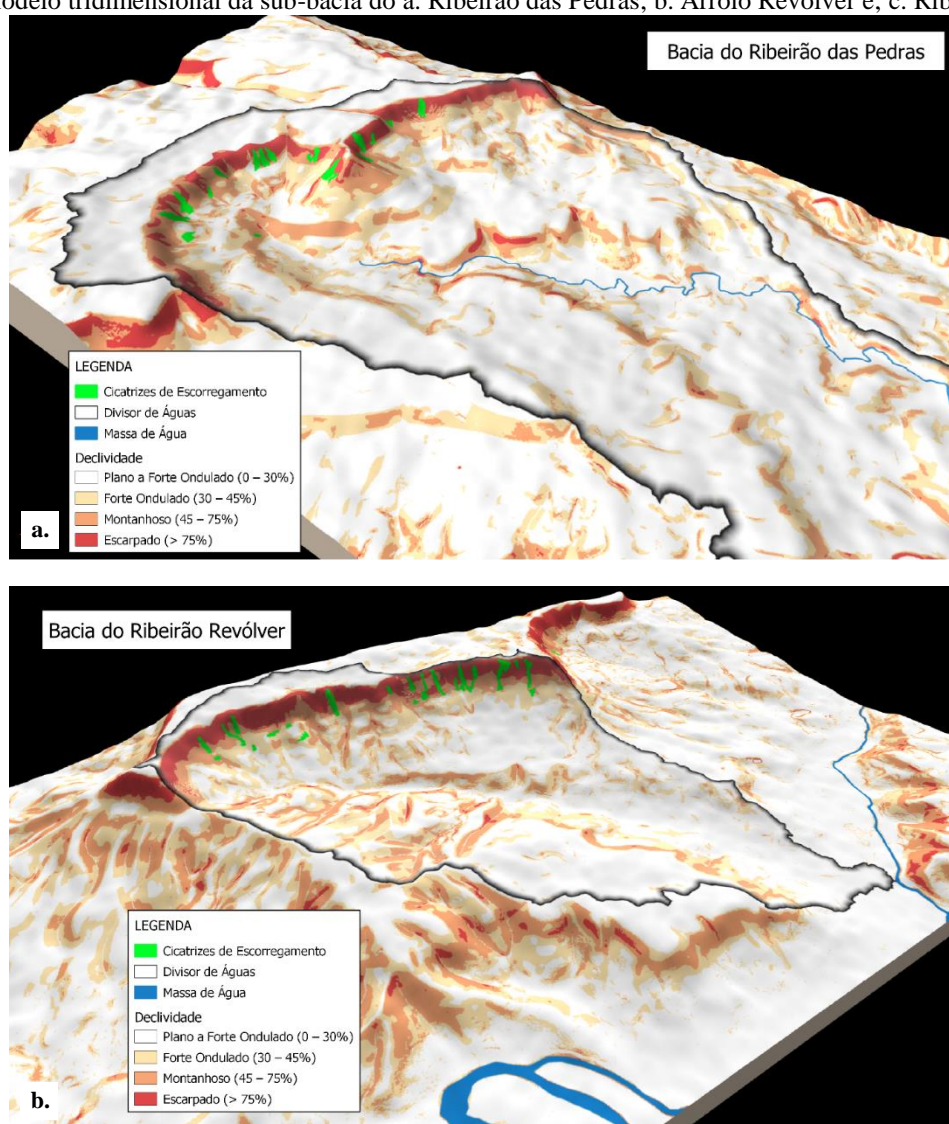 odelo tridimensional da sub-bacia do a. Ribeirão das Pedras; b. Arroio Revólver e; c. Rib
Bacia do Ribeirão das Pedras
LEGENDA
Cicatrizes de Escorregamento
Divisor de Águas
Massa de Água
Declividade
Plano a Forte Ondulado (0 – 30%)
Forte Ondulado (30 – 45%)
Montanhoso (45 – 75%)
Escarpado (> 75%)
a.
Bacia do Ribeirão Revólver
LEGENDA
Cicatrizes de Escorregamento
Divisor de Águas
Massa de Água
Declividade
Plano a Forte Ondulado (0 – 30%)
Forte Ondulado (30 – 45%)
Montanhoso (45 – 75%)
Escarpado (> 75%)
b.